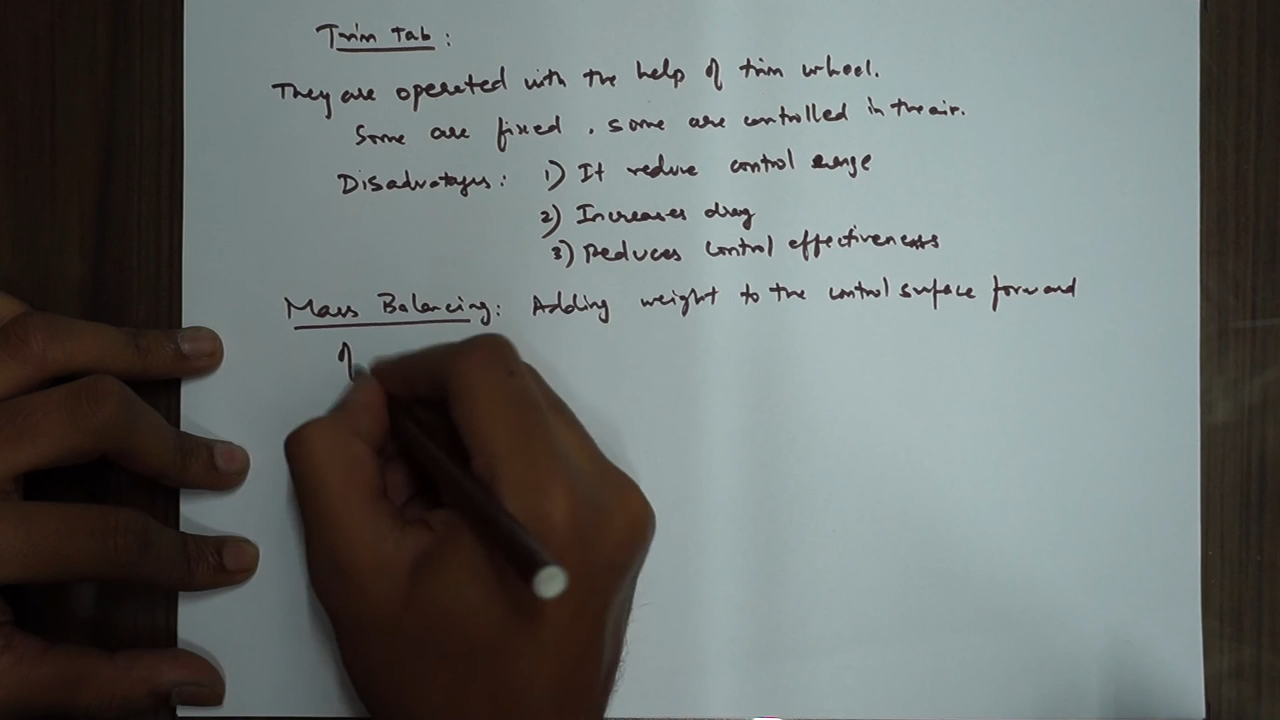 Trim Tab :
They are operated with the help of trim wheel.
Some are fixed , some are controlled in the air.
Disadvatages : 1) It reduce control range
2) Increases drag
3) Reduces control effectiveness
Mass Balancing : Adding weight to the control surface forward
of